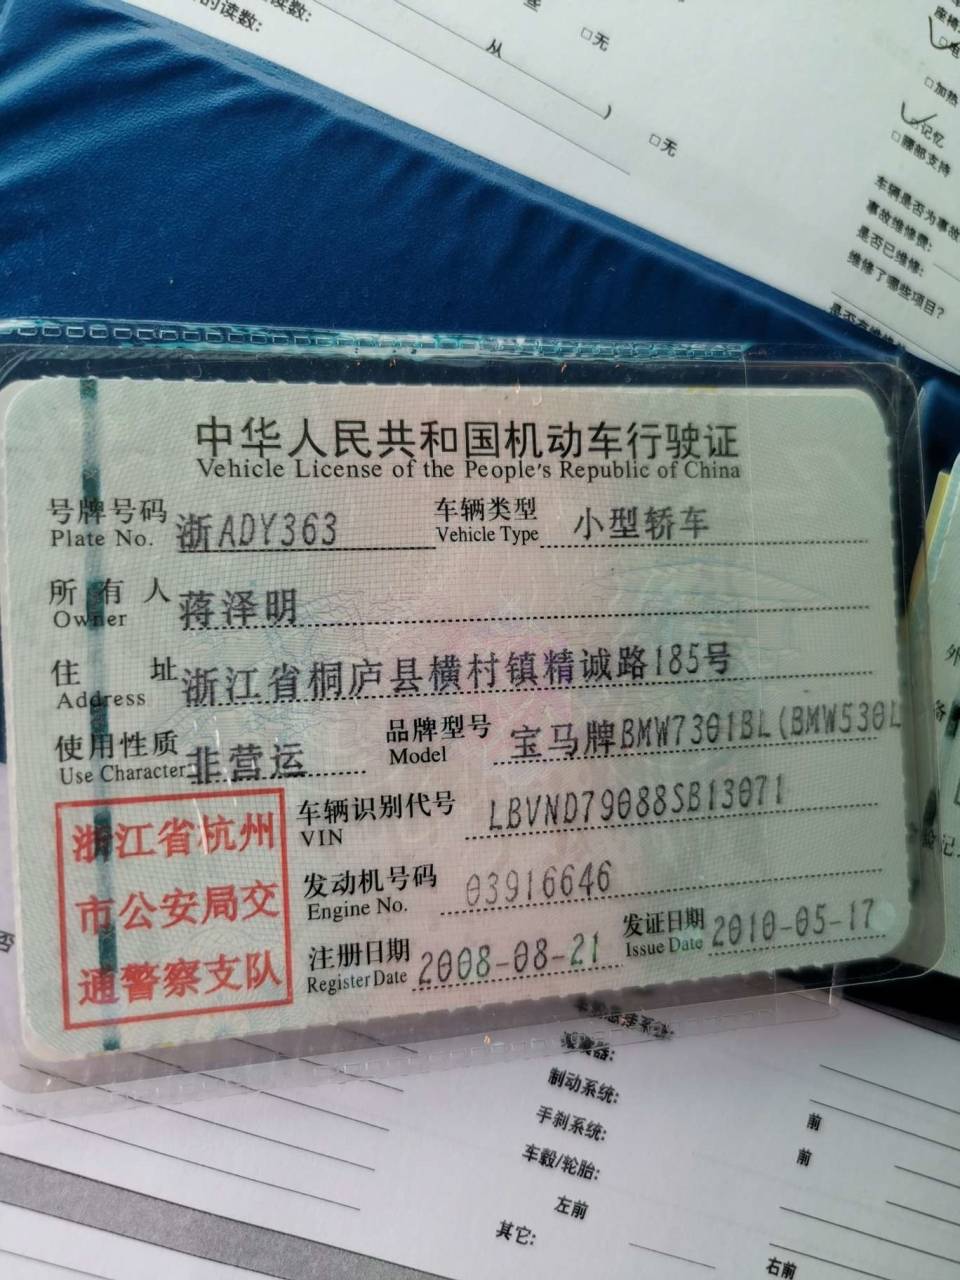 的读数:
些
□无
从
)
□无
□加热
□记忆
□腰部支持
车辆是否为事故
事故维修费:
是否已维修:
维修了哪些项目?
中华人民共和国机动车行驶证
Vehicle License of the People's Republic of China
号牌号码 浙ADY363 车辆类型 小型轿车
Plate No. Vehicle Type
所有人 蒋泽明
Owner
住址 浙江省桐庐县横村镇精诚路185号
Address
使用性质 非营运 品牌型号 宝马牌BMW7301BL(BMW530L
Use Character Model
浙江省杭州
市公安局交
通警察支队
车辆识别代号 LBVND79088SB13071
VIN
发动机号码 03916646
Engine No.
注册日期 2008-08-21 发证日期 2010-05-17
Register Date Issue Date
制动系统:
手刹系统:
车毂/轮胎:
左前
其它:
前
前
右前